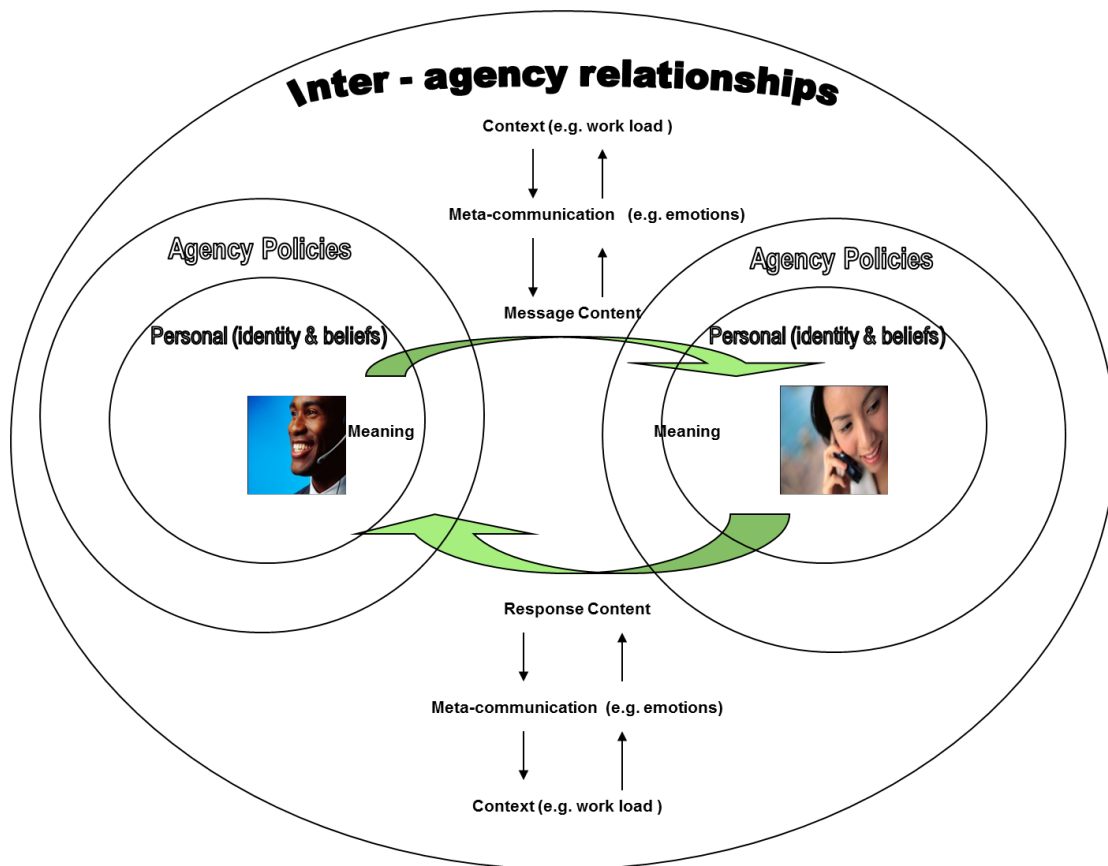 Inter - agency relationships
Context (e.g. work load )
Meta-communication (e.g. emotions)
Agency Policies
Agency Policies
Message Content
Personal (identity & beliefs)
Personal (identity & beliefs)
Meaning
Meaning
Response Content
Meta-communication (e.g. emotions)
Context (e.g. work load )